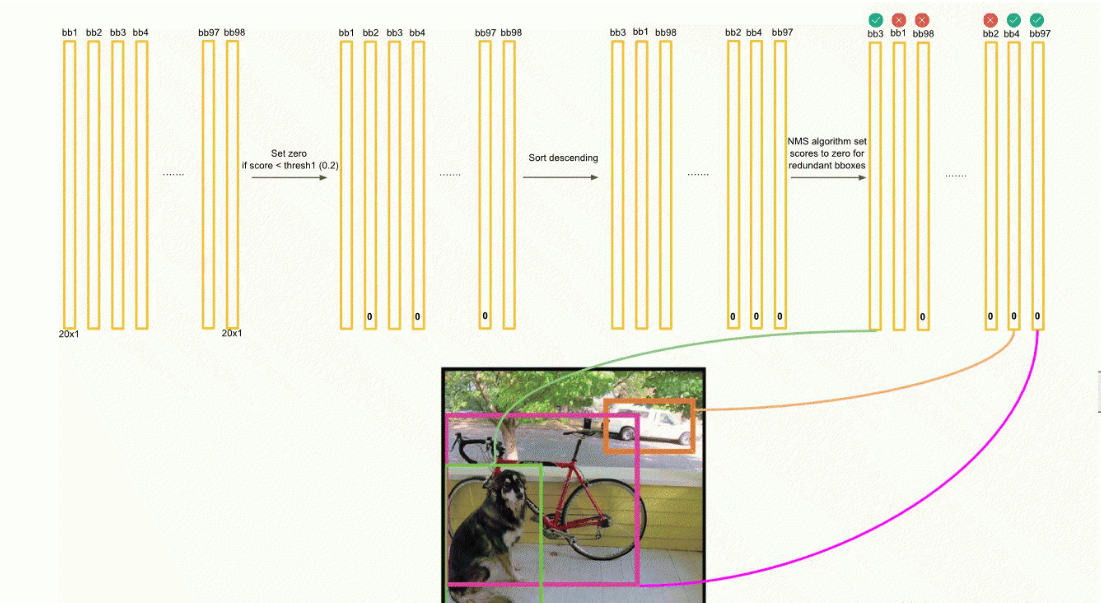 bb1 bb2 bb3 bb4 bb97 bb98 bb1 bb2 bb3 bb4 bb97 bb98 bb3 bb1 bb98 bb2 bb4 bb97 bb3 bb1 bb98 bb2 bb4 bb97
Set zero
if score < thresh1 (0.2)
Sort descending
NMS algorithm set
scores to zero for
redundant bboxes
....... ....... ....... .......
0 0 0 0 0 0 0 0 0 0
20x1 20x1